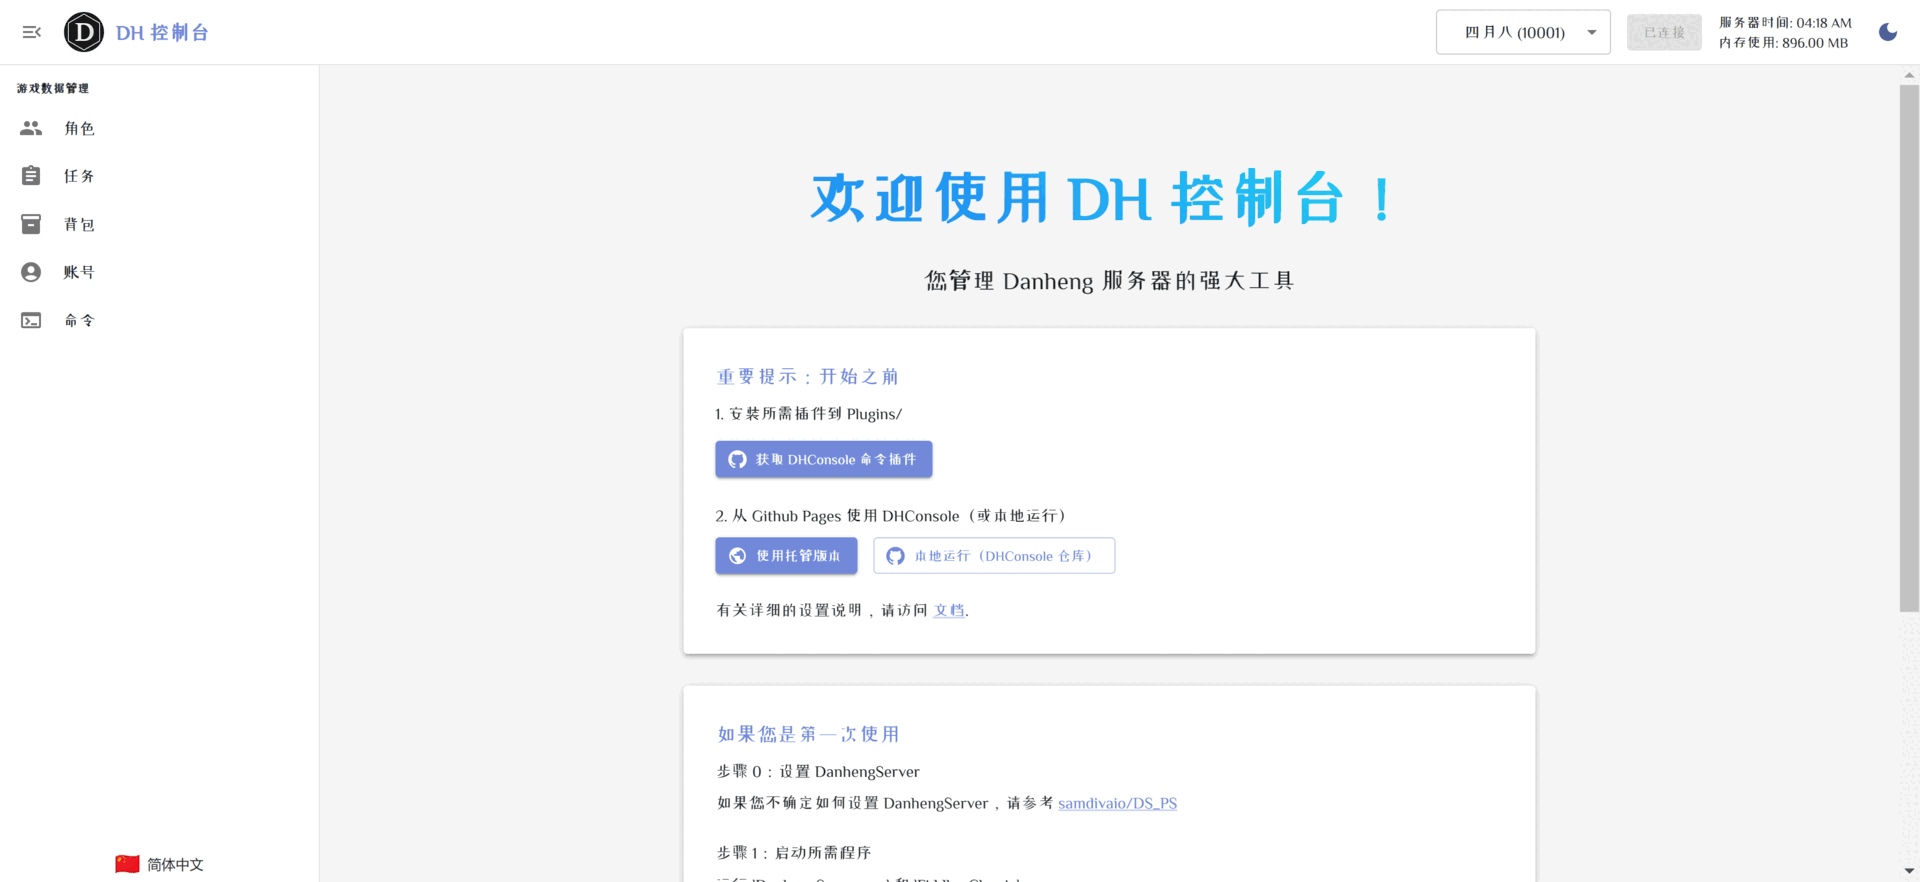 D DH 控制台
四月八 (10001)
已连接
服务器时间: 04:18 AM
内存使用: 896.00 MB
游戏数据管理
角色
任务
背包
账号
命令
简体中文
欢迎使用 DH 控制台！
您管理 Danheng 服务器的强大工具
重要提示：开始之前
1. 安装所需插件到 Plugins/
获取 DHConsole 命令插件
2. 从 Github Pages 使用 DHConsole（或本地运行）
使用托管版本
本地运行（DHConsole 仓库）
有关详细的设置说明，请访问 文档.
如果您是第一次使用
步骤 0：设置 DanhengServer
如果您不确定如何设置 DanhengServer，请参考 samdivaio/DS_PS
步骤 1：启动所需程序